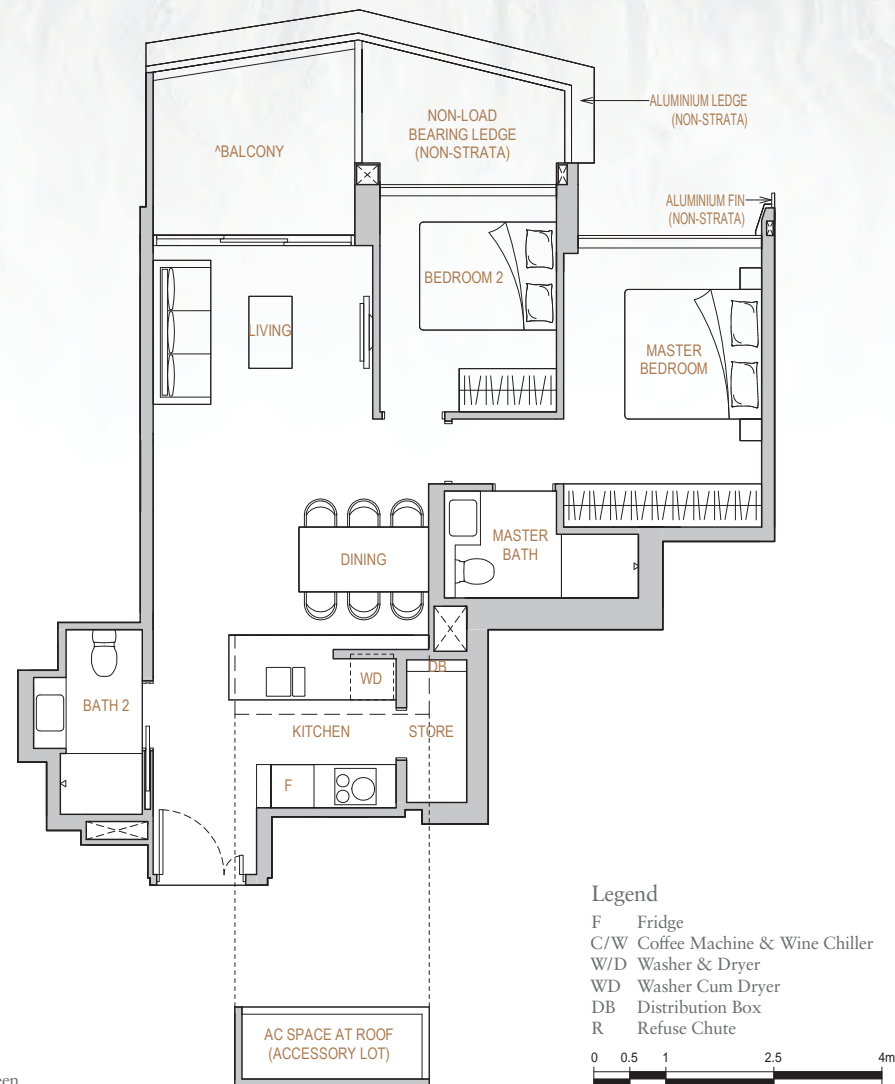 ALUMINIUM LEDGE
(NON-STRATA)
NON-LOAD
BEARING LEDGE
(NON-STRATA)
^BALCONY
ALUMINIUM FIN
(NON-STRATA)
BEDROOM 2
LIVING
MASTER
BEDROOM
MASTER
BATH
DINING
DB
WD
BATH 2
KITCHEN
STORE
F
AC SPACE AT ROOF
(ACCESSORY LOT)
Legend
F Fridge
C/W Coffee Machine & Wine Chiller
W/D Washer & Dryer
WD Washer Cum Dryer
DB Distribution Box
R Refuse Chute
0 0.5 1 2.5 4m